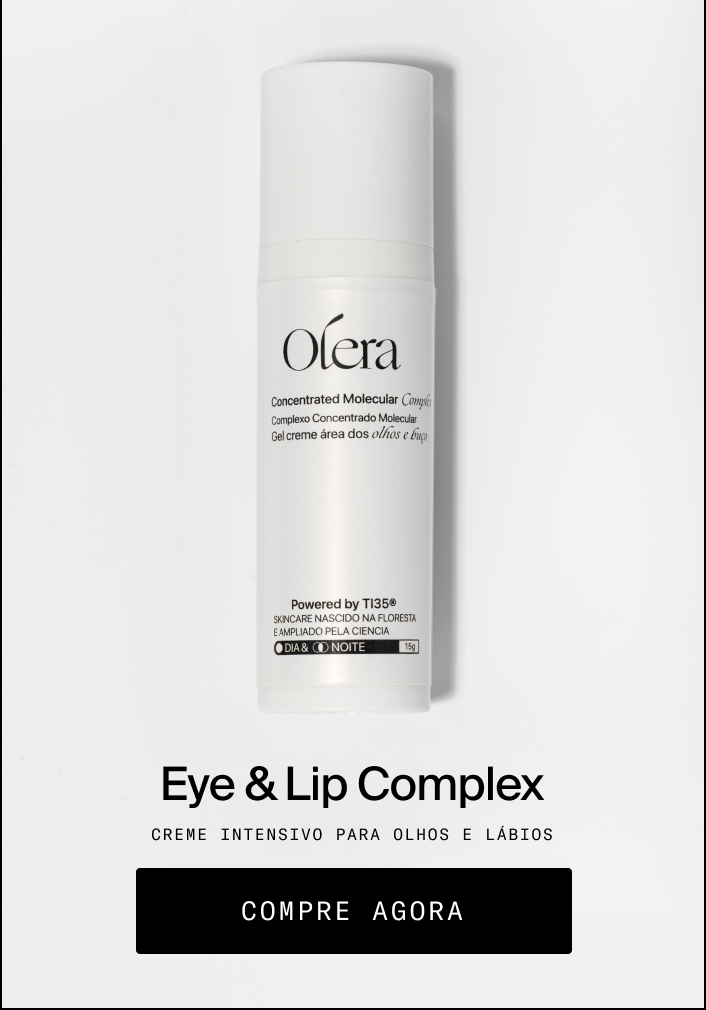 Olera
Concentrated Molecular Complex
Complexo Concentrado Molecular
Gel creme área dos olhos e buço
Powered by TI35®
SKINCARE NASCIDO NA FLORESTA
E AMPLIADO PELA CIENCIA
DIA & NOITE 15g
Eye & Lip Complex
CREME INTENSIVO PARA OLHOS E LÁBIOS
COMPRE AGORA